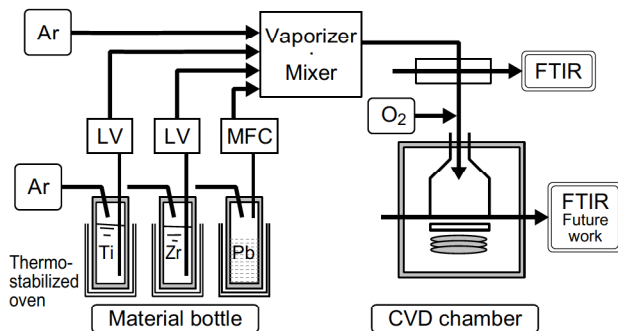 Ar
Vaporizer
·
Mixer
FTIR
O2
LV
LV
MFC
Ar
FTIR
Future
work
Ti
Zr
Pb
Thermo-
stabilized
oven
Material bottle
CVD chamber